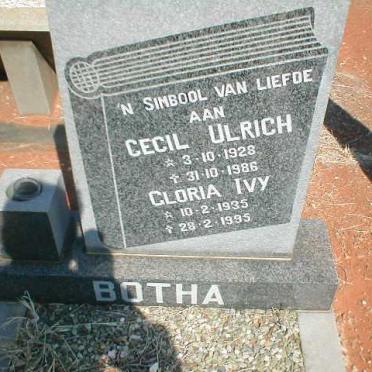 'N SIMBOOL VAN LIEFDE
AAN
CECIL ULRICH
☆ 3·10·1928
✝ 31·10·1986
GLORIA IVY
☆ 10·2·1935
✝ 28·2·1995
BOTHA